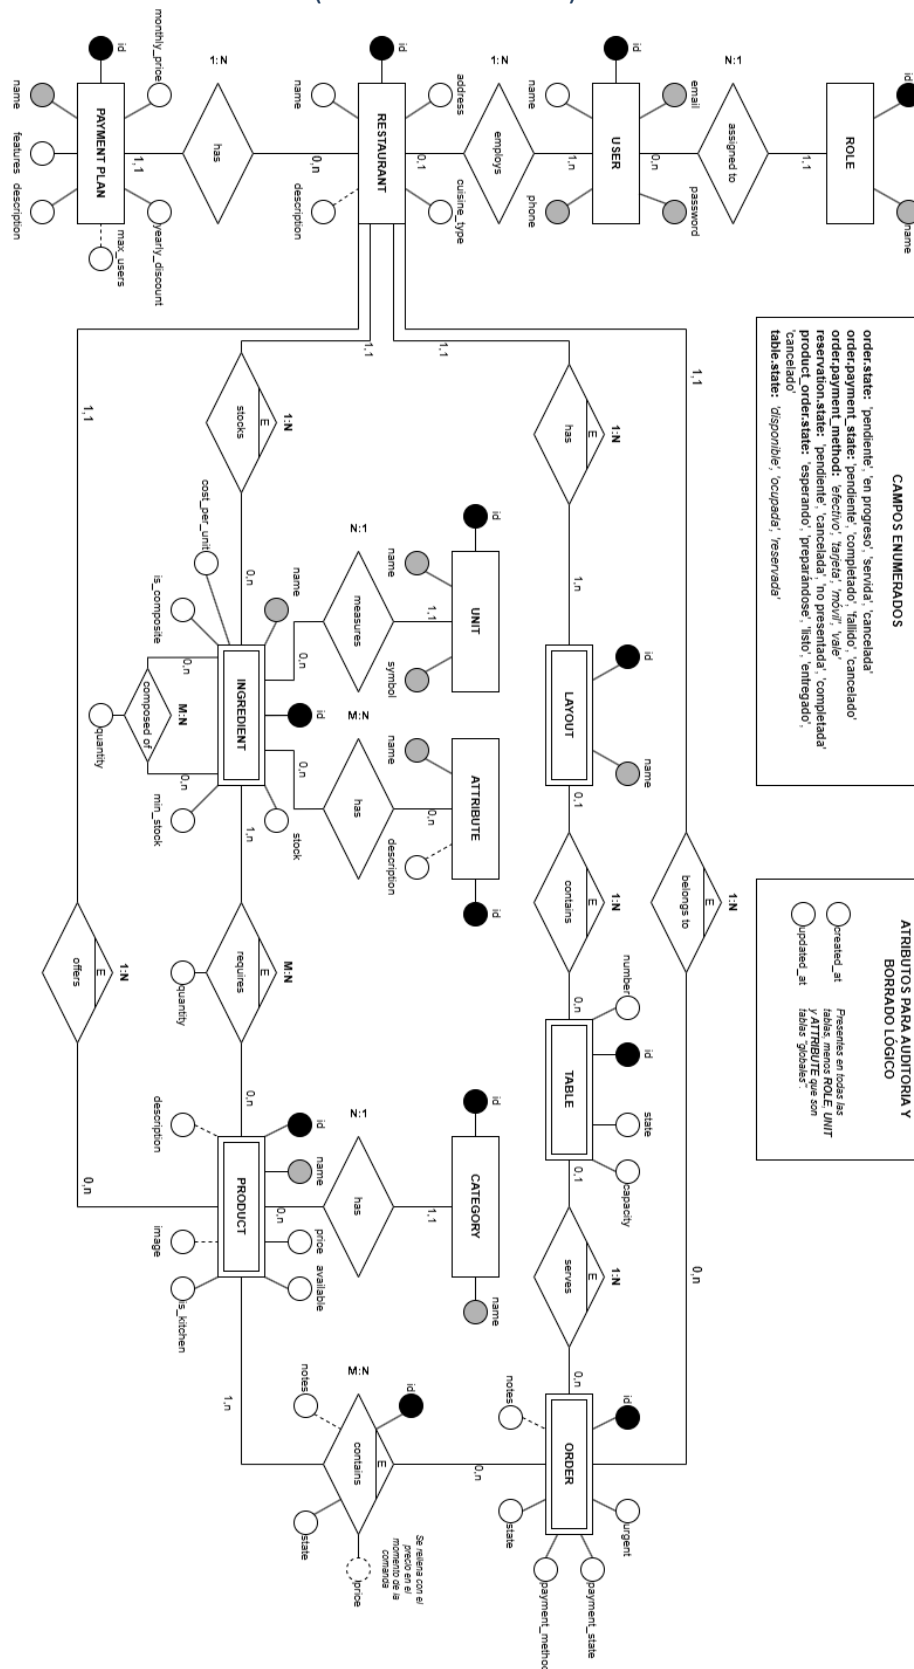 id
ROLE
name
1,1
N:1
assigned to
0,n
email
password
id
USER
name
phone
1,n
1:N
employs
0,1
address
cuisine_type
id
RESTAURANT
name
description
0,n
1:N
has
1,1
monthly_price
yearly_discount
id
PAYMENT PLAN
name
features
description
max_users
CAMPOS ENUMERADOS
order.state: 'pendiente', 'en progreso', 'servida', 'cancelada'
order.payment_state: 'pendiente', 'completado', 'fallido', 'cancelado'
order.payment_method: 'efectivo', 'tarjeta', 'móvil', 'vale'
reservation.state: 'pendiente', 'cancelada', 'no presentada', 'completada'
product_order.state: 'esperando', 'preparándose', 'listo', 'entregado',
'cancelado'
table.state: 'disponible', 'ocupada', 'reservada'
ATRIBUTOS PARA AUDITORIA Y
BORRADO LÓGICO
created_at
updated_at
Presentes en todas las
tablas, menos ROLE, UNIT
y ATTRIBUTE que son
tablas "globales".
1,1
1:N
E
belongs to
0,n
1,1
1:N
E
has
1,n
id
LAYOUT
name
0,1
1:N
E
contains
0,n
number
id
TABLE
state
capacity
0,1
1:N
E
serves
0,n
id
ORDER
notes
urgent
state
payment_state
payment_method
id
UNIT
name
symbol
1,1
N:1
measures
0,n
ATTRIBUTE
name
description
id
0,n
M:N
has
0,n
id
CATEGORY
name
1,1
N:1
has
0,n
1,1
1:N
E
stocks
0,n
cost_per_unit
is_composite
name
id
INGREDIENT
stock
min_stock
0,n
M:N
composed of
0,n
quantity
1,n
M:N
E
requires
quantity
0,n
id
name
price
available
PRODUCT
description
image
is_kitchen
1,n
M:N
id
notes
E
contains
state
price
Se rellena con el
precio en el
momento de la
comanda
0,n
1,1
1:N
E
offers
0,n